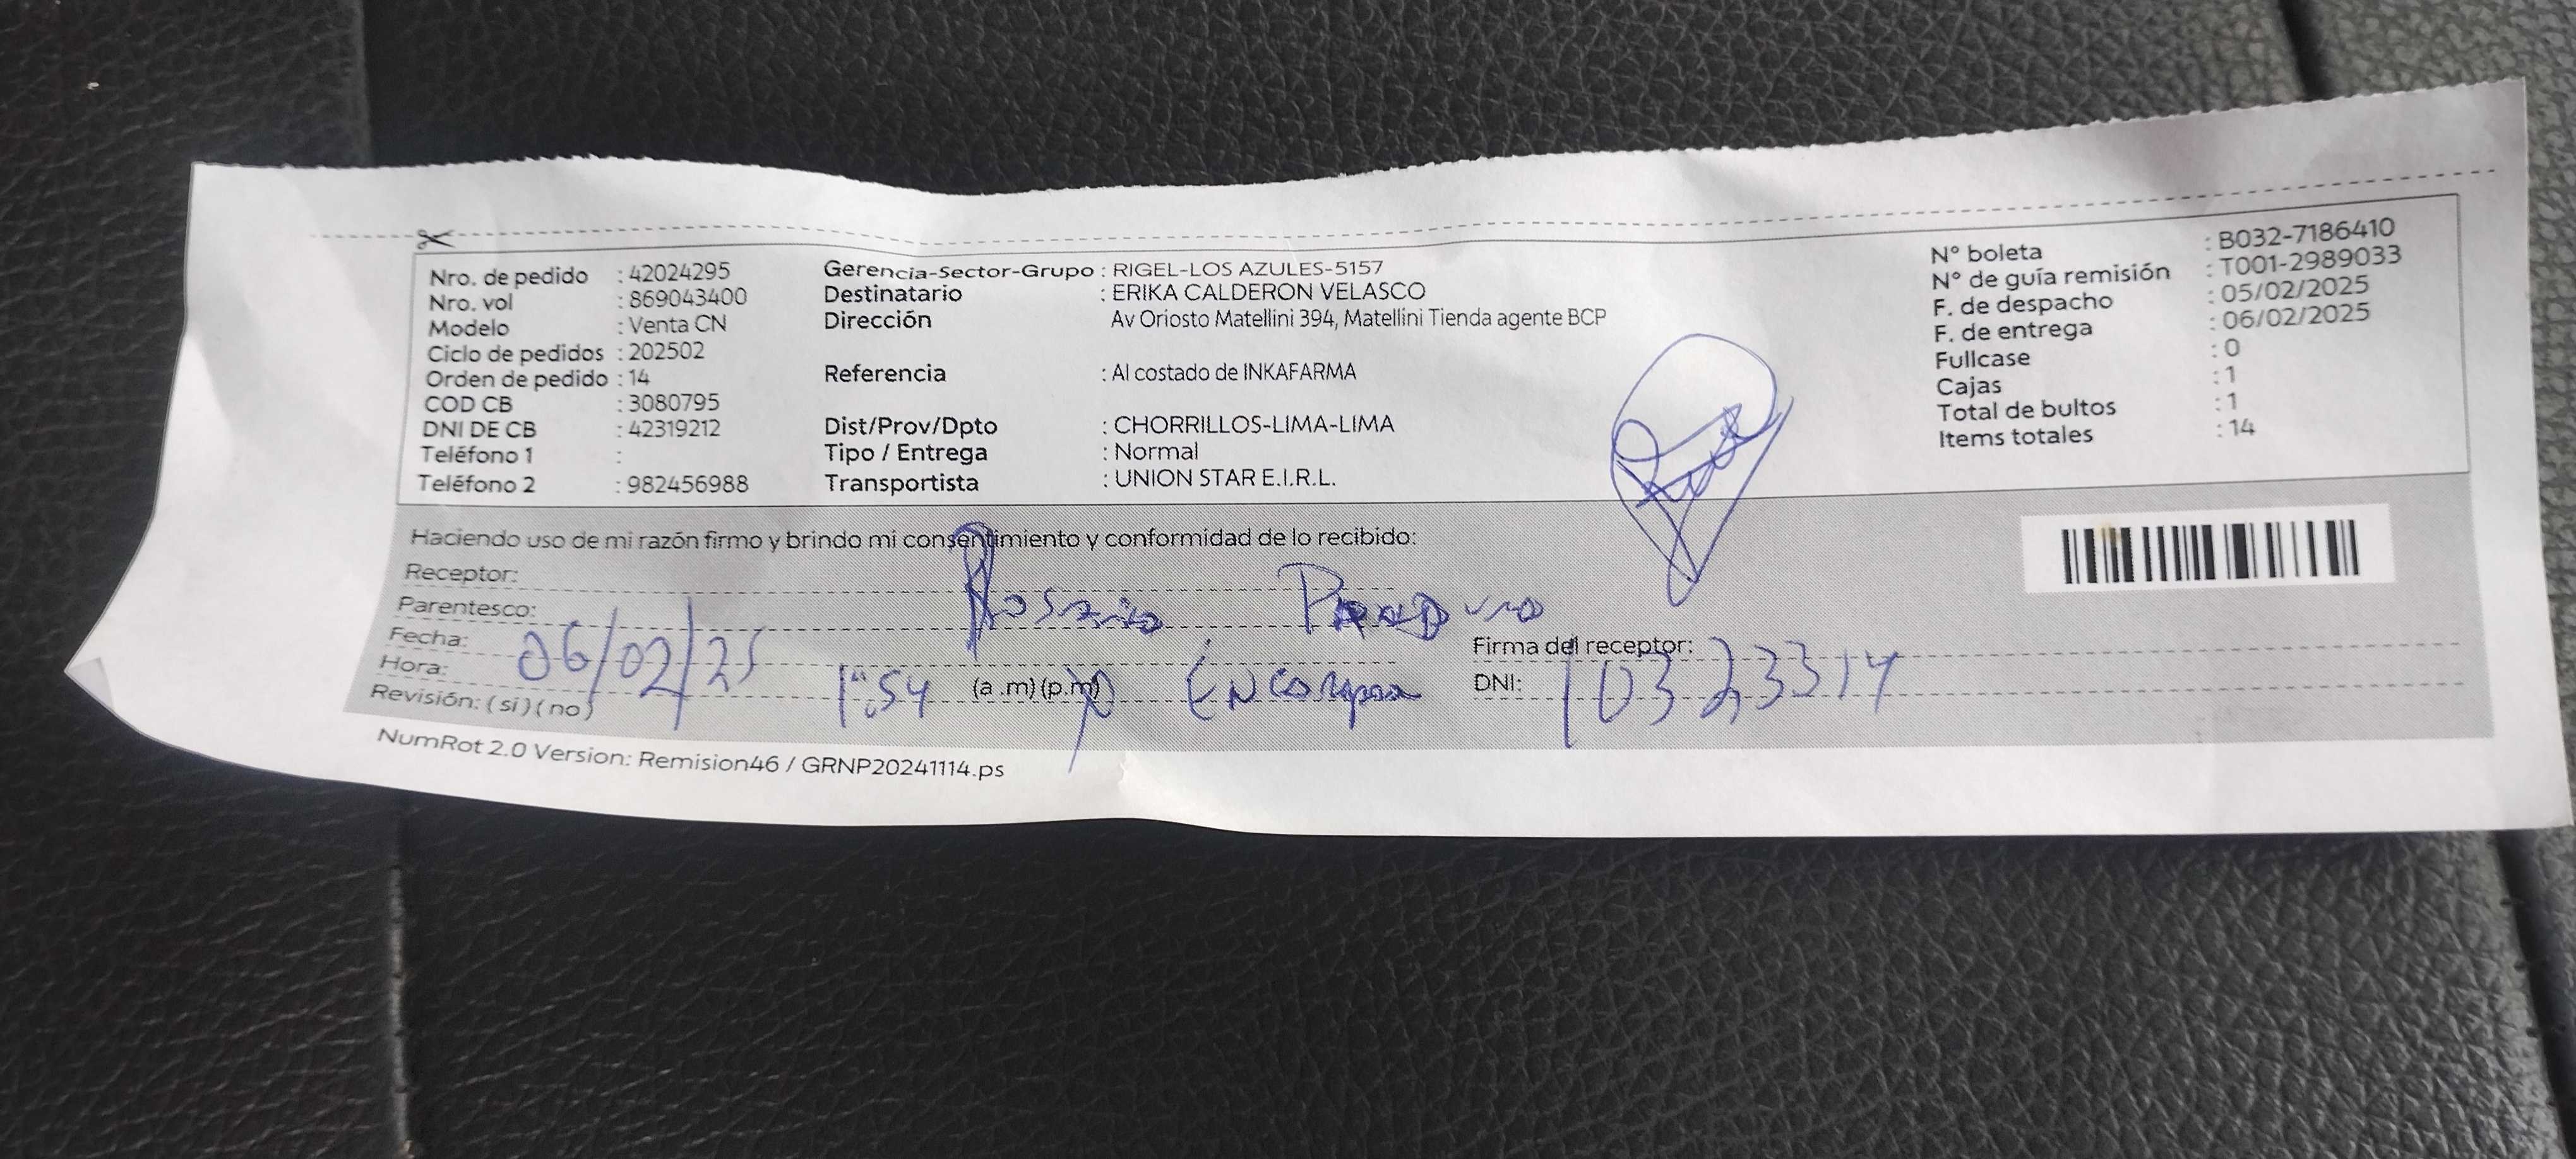 Nro. de pedido : 42024295
Nro. vol : 869043400
Modelo : Venta CN
Ciclo de pedidos : 202502
Orden de pedido : 14
COD CB : 3080795
DNI DE CB : 42319212
Teléfono 1 :
Teléfono 2 : 982456988
Gerencia-Sector-Grupo : RIGEL-LOS AZULES-5157
Destinatario : ERIKA CALDERON VELASCO
Dirección Av Oriosto Matellini 394, Matellini Tienda agente BCP
Referencia : Al costado de INKAFARMA
Dist/Prov/Dpto : CHORRILLOS-LIMA-LIMA
Tipo / Entrega : Normal
Transportista : UNION STAR E.I.R.L.
N° boleta : B032-7186410
N° de guía remisión : T001-2989033
F. de despacho : 05/02/2025
F. de entrega : 06/02/2025
Fullcase : 0
Cajas : 1
Total de bultos : 1
Items totales : 14
Haciendo uso de mi razón firmo y brindo mi consentimiento y conformidad de lo recibido:
Receptor:
Parentesco: Rosario
Fecha: 06/02/25
Firma del receptor:
Hora: 1:54 (a .m) (p.m)
DNI: 10323314
Revisión: ( si ) ( no )
NumRot 2.0 Version: Remision46 / GRNP20241114.ps